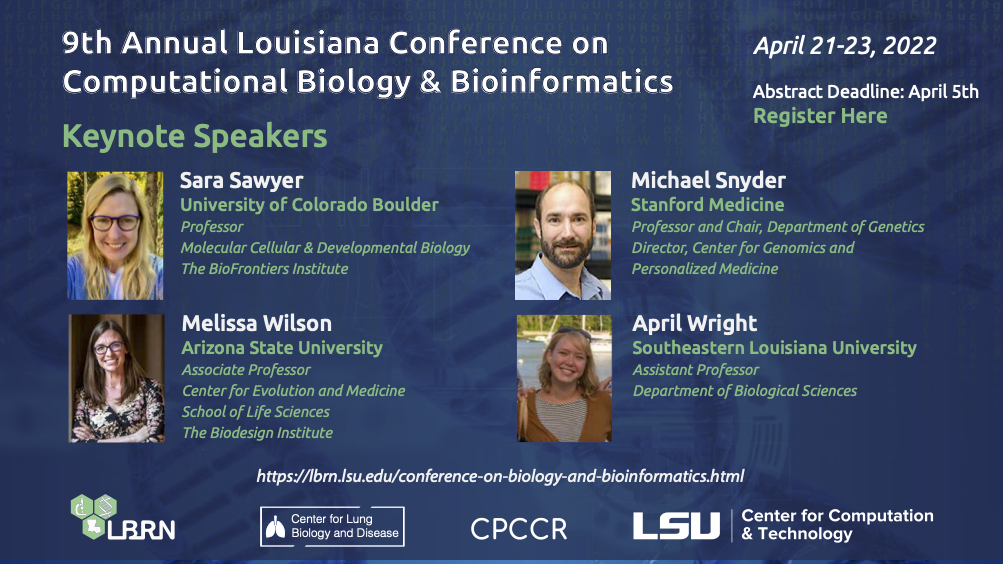 9th Annual Louisiana Conference on
Computational Biology & Bioinformatics
April 21-23, 2022
Abstract Deadline: April 5th
Register Here
Keynote Speakers
Sara Sawyer
University of Colorado Boulder
Professor
Molecular Cellular & Developmental Biology
The BioFrontiers Institute
Michael Snyder
Stanford Medicine
Professor and Chair, Department of Genetics
Director, Center for Genomics and
Personalized Medicine
Melissa Wilson
Arizona State University
Associate Professor
Center for Evolution and Medicine
School of Life Sciences
The Biodesign Institute
April Wright
Southeastern Louisiana University
Assistant Professor
Department of Biological Sciences
https://lbrn.lsu.edu/conference-on-biology-and-bioinformatics.html
LBRN
Center for Lung
Biology and Disease
CPCCR
LSU
Center for Computation
& Technology